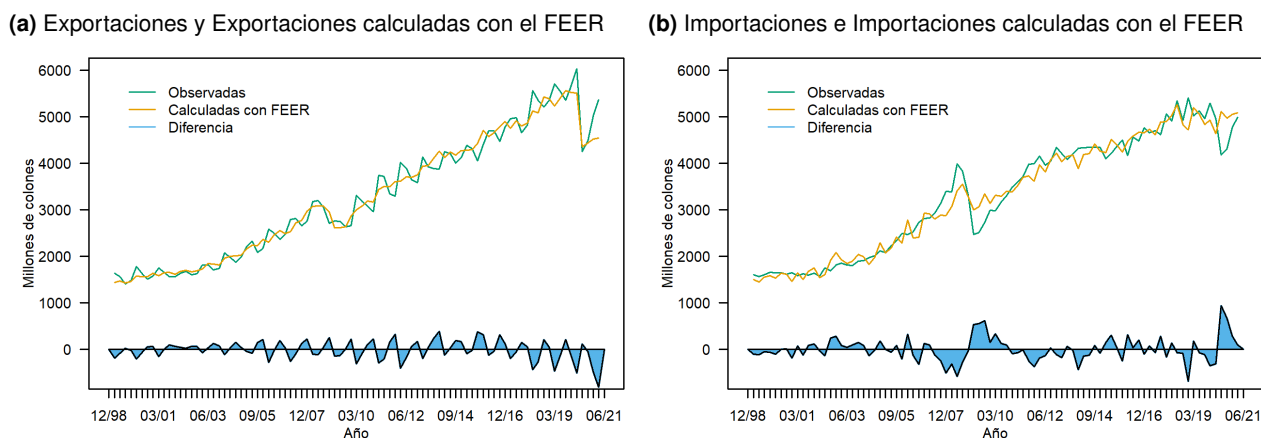 (a) Exportaciones y Exportaciones calculadas con el FEER
Millones de colones
6000
5000
4000
3000
2000
1000
0
Observadas
Calculadas con FEER
Diferencia
12/98 03/01 06/03 09/05 12/07 03/10 06/12 09/14 12/16 03/19 06/21
Año
(b) Importaciones e Importaciones calculadas con el FEER
Millones de colones
6000
5000
4000
3000
2000
1000
0
Observadas
Calculadas con FEER
Diferencia
12/98 03/01 06/03 09/05 12/07 03/10 06/12 09/14 12/16 03/19 06/21
Año